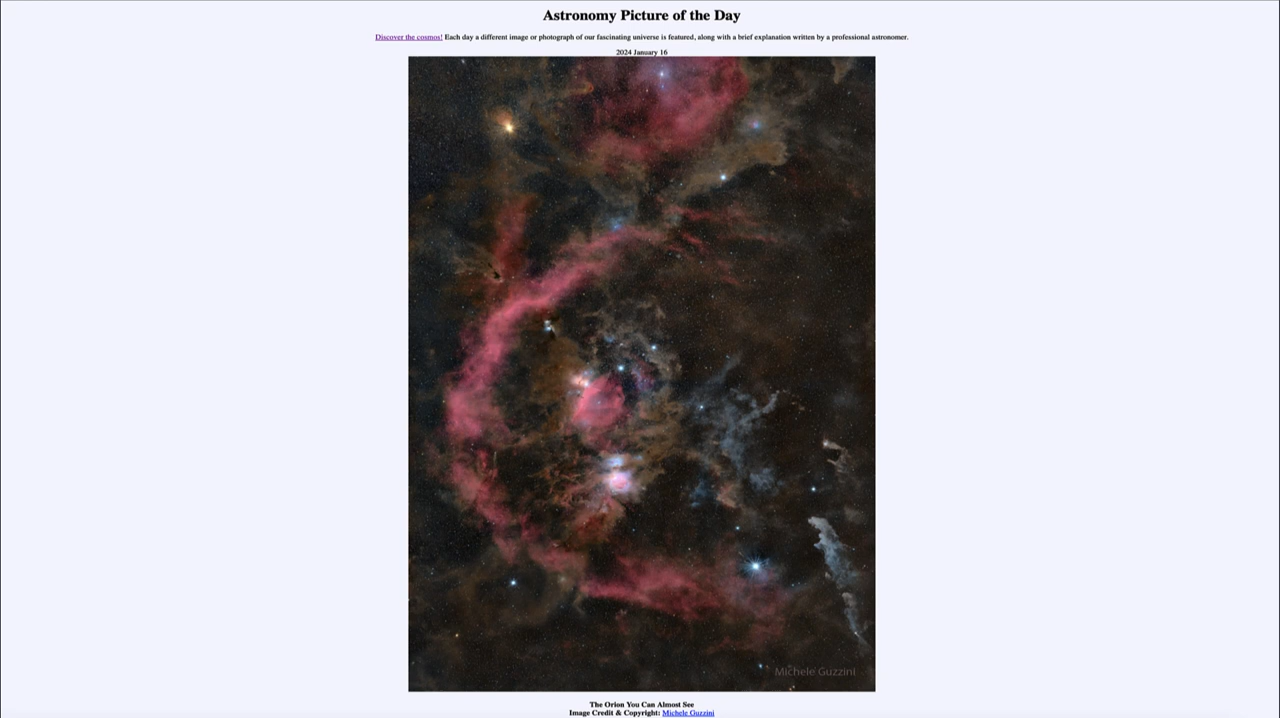 Astronomy Picture of the Day
Discover the cosmos! Each day a different image or photograph of our fascinating universe is featured, along with a brief explanation written by a professional astronomer.
2024 January 16
Michele Guzzini
The Orion You Can Almost See
Image Credit & Copyright: Michele Guzzini